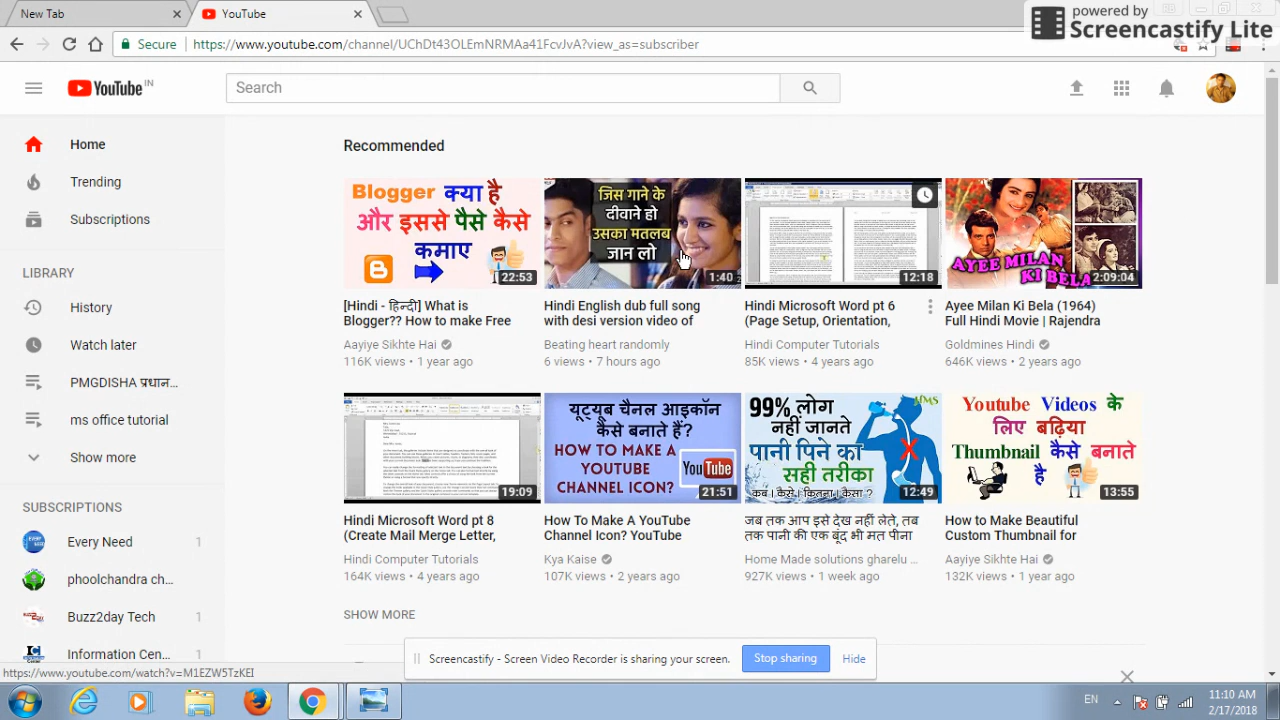 New Tab
YouTube
powered by
Screencastify Lite
Secure
https://www.youtube.com/channel/UChDt43OLEnNRMAa41FcvJvA?view_as=subscriber
YouTube IN
Search
Home
Trending
Subscriptions
LIBRARY
History
Watch later
PMGDISHA प्रधान...
ms office tutorial
Show more
SUBSCRIPTIONS
Every Need 1
phoolchandra ch...
Buzz2day Tech 1
Information Cen... 1
Recommended
Blogger क्या है
और इससे पैसे कैसे
कमाए
22:53
जिस गाने के
दीवाने हो
उसका मतलब
जान लो
1:40
12:18
AYEE MILAN
KI BELA
2:09:04
[Hindi - हिन्दी] What is
Blogger?? How to make Free
Aayiye Sikhte Hai
116K views • 1 year ago
Hindi English dub full song
with desi version video of
Beating heart randomly
6 views • 7 hours ago
Hindi Microsoft Word pt 6
(Page Setup, Orientation,
Hindi Computer Tutorials
85K views • 4 years ago
Ayee Milan Ki Bela (1964)
Full Hindi Movie | Rajendra
Goldmines Hindi
646K views • 2 years ago
19:09
यूट्यूब चैनल आइकॉन
कैसे बनाते हैं?
HOW TO MAKE A
YOUTUBE
CHANNEL ICON?
YouTube
21:51
99% लोग
नहीं जानते
पानी पिने का
सही तरीका
12:49
Youtube Videos के
लिए बढ़िया
Thumbnail कैसे बनाते
है
13:55
Hindi Microsoft Word pt 8
(Create Mail Merge Letter,
Hindi Computer Tutorials
164K views • 4 years ago
How To Make A YouTube
Channel Icon? YouTube
Kya Kaise
107K views • 2 years ago
जब तक आप इसे देख नहीं लेते, तब
तक पानी की एक बूंद भी मत पीना
Home Made solutions gharelu ...
927K views • 1 week ago
How to Make Beautiful
Custom Thumbnail for
Aayiye Sikhte Hai
132K views • 1 year ago
SHOW MORE
Screencastify - Screen Video Recorder is sharing your screen.
Stop sharing
Hide
https://www.youtube.com/watch?v=M1EZW5TzKEI
EN
11:10 AM
2/17/2018